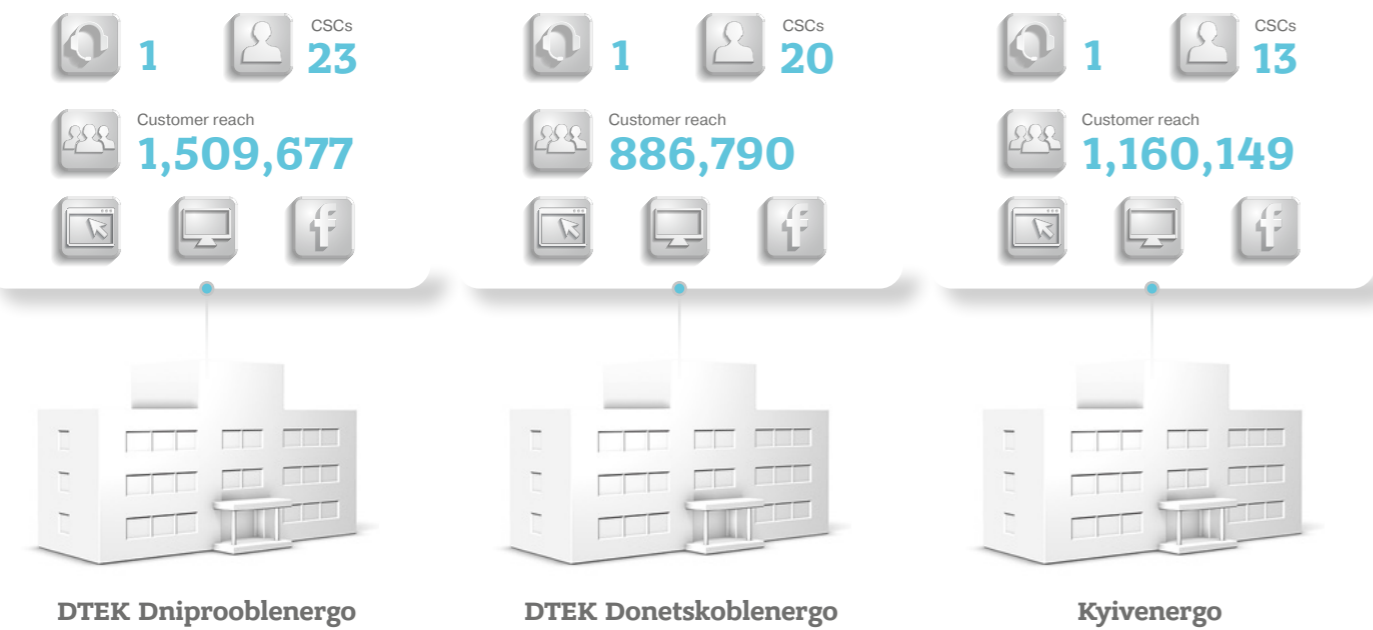 CSCs
1
23
Customer reach
1,509,677
f
DTEK Dniprooblenergo
CSCs
1
20
Customer reach
886,790
f
DTEK Donetskoblenergo
CSCs
1
13
Customer reach
1,160,149
f
Kyivenergo